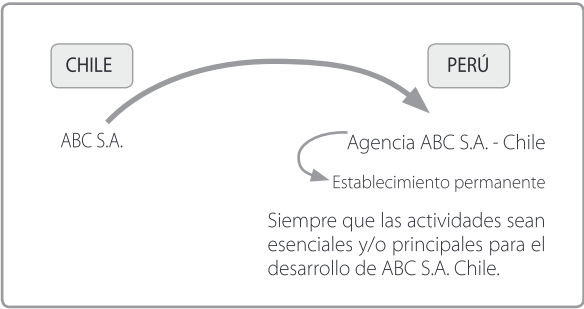 CHILE
PERÚ
ABC S.A.
Agencia ABC S.A. - Chile
Establecimiento permanente
Siempre que las actividades sean
esenciales y/o principales para el
desarrollo de ABC S.A. Chile.